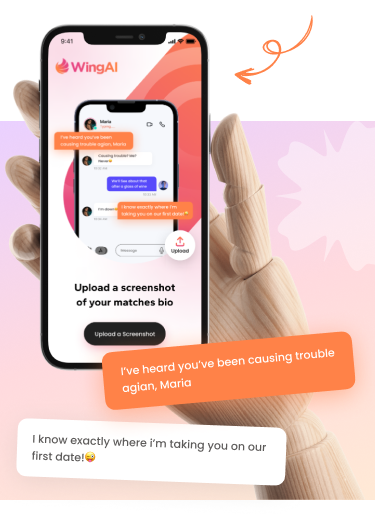 9:41
WingAI
Maria
I've heard you've been
causing trouble agian, Maria
Causing trouble? Me?
We'll see about that
after a glass of wine
I know exactly where i'm
taking you on our first date!😜
Message
Upload
Upload a screenshot
of your matches bio
Upload a Screenshot
I've heard you've been causing trouble
agian, Maria
I know exactly where i'm taking you on our
first date!😜